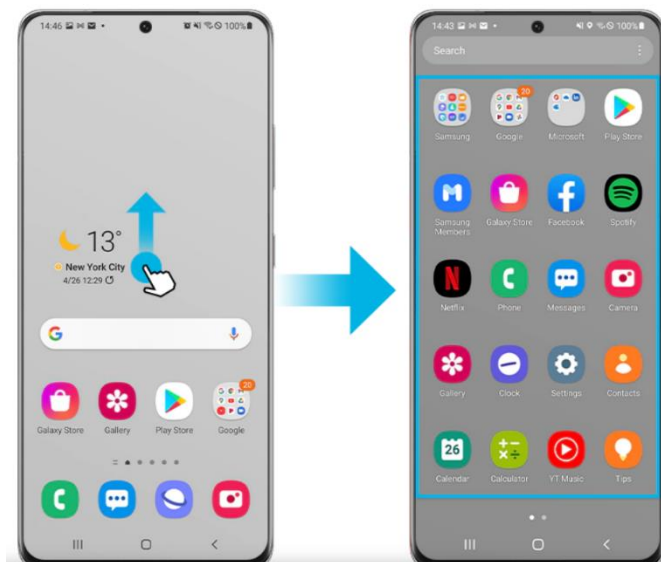 14:46
100%
13°
New York City
4/26 12:29
20
Galaxy Store
Gallery
Play Store
Google
14:43
100%
Search
20
Samsung
Google
Microsoft
Play Store
Samsung
Members
Galaxy Store
Facebook
Spotify
Netflix
Phone
Messages
Camera
Gallery
Clock
Settings
Contacts
26
Calendar
Calculator
YT Music
Tips